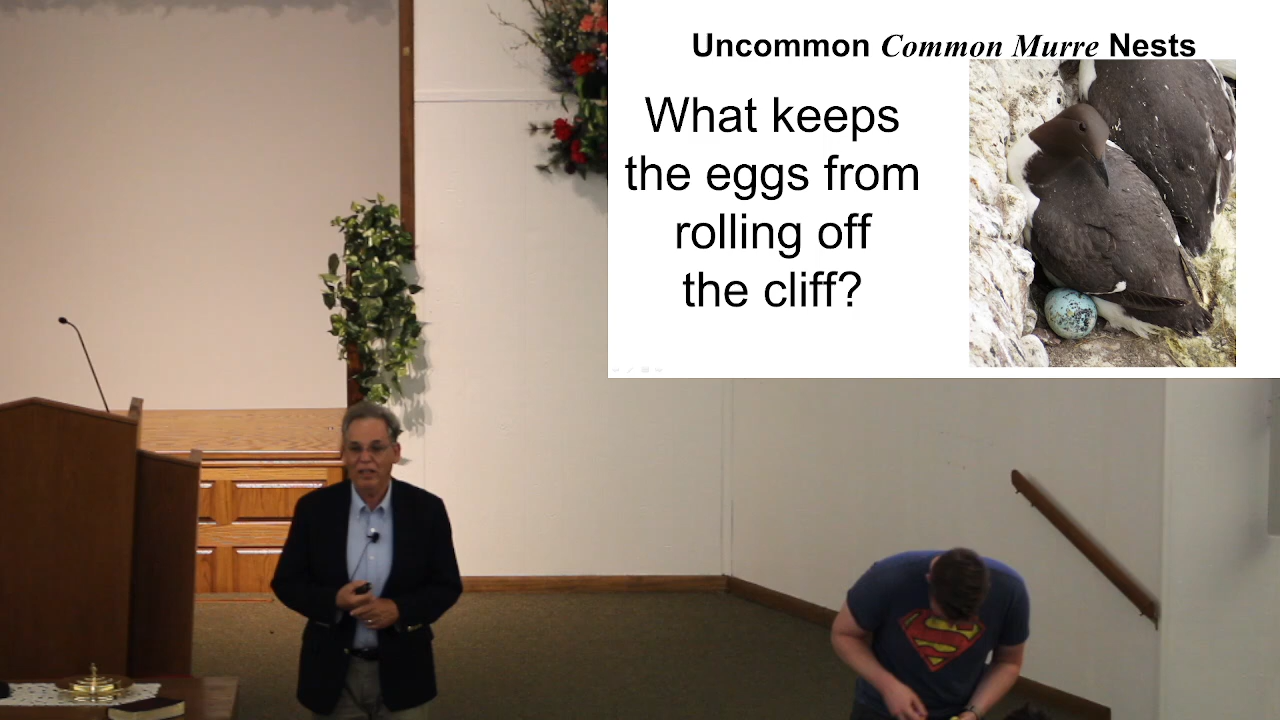 Uncommon Common Murre Nests
What keeps
the eggs from
rolling off
the cliff?